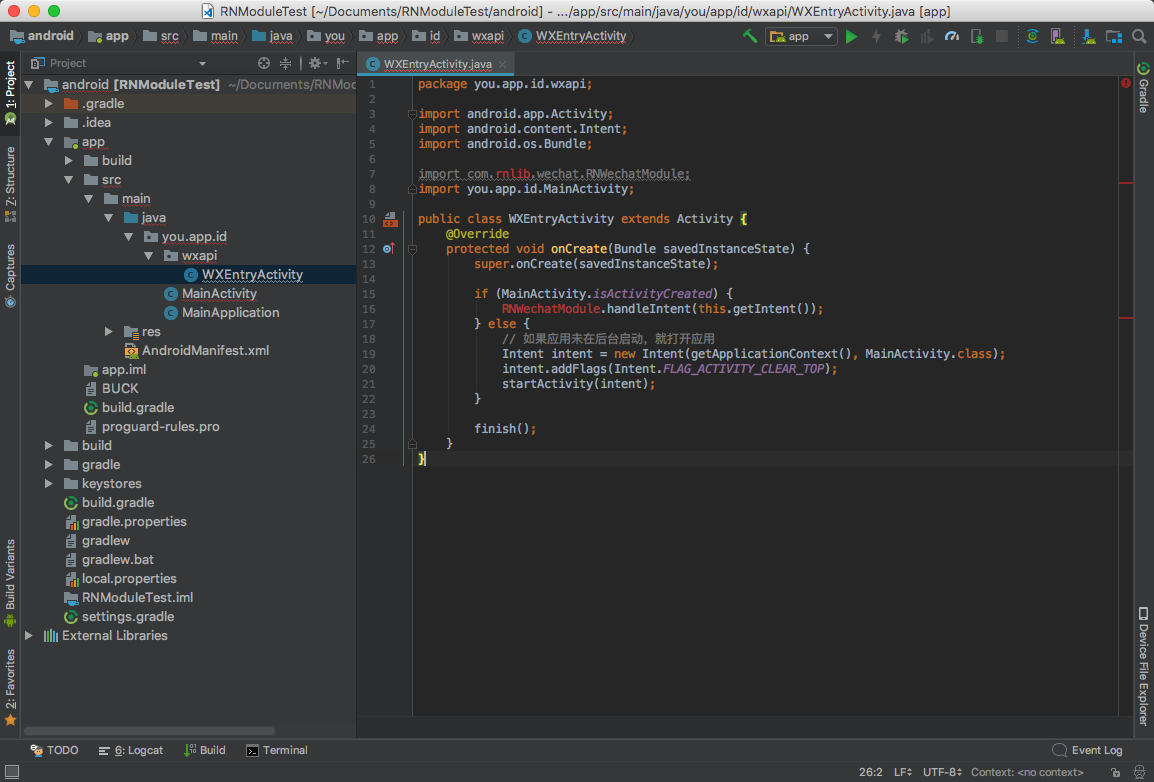 RNModuleTest [~/Documents/RNModuleTest/android] - .../app/src/main/java/you/app/id/wxapi/WXEntryActivity.java [app]
android app src main java you app id wxapi WXEntryActivity app
Project
WXEntryActivity.java
android [RNModuleTest] ~/Documents/RNMod
.gradle
.idea
app
build
src
main
java
you.app.id
wxapi
WXEntryActivity
MainActivity
MainApplication
res
AndroidManifest.xml
app.iml
BUCK
build.gradle
proguard-rules.pro
build
gradle
keystores
build.gradle
gradle.properties
gradlew
gradlew.bat
local.properties
RNModuleTest.iml
settings.gradle
External Libraries
1: Project
7: Structure
Captures
Build Variants
2: Favorites
1 package you.app.id.wxapi;
2
3 import android.app.Activity;
4 import android.content.Intent;
5 import android.os.Bundle;
6
7 import com.rnlib.wechat.RNWechatModule;
8 import you.app.id.MainActivity;
9
10 public class WXEntryActivity extends Activity {
11 @Override
12 protected void onCreate(Bundle savedInstanceState) {
13 super.onCreate(savedInstanceState);
14
15 if (MainActivity.isActivityCreated) {
16 RNWechatModule.handleIntent(this.getIntent());
17 } else {
18 // 如果应用未在后台启动，就打开应用
19 Intent intent = new Intent(getApplicationContext(), MainActivity.class);
20 intent.addFlags(Intent.FLAG_ACTIVITY_CLEAR_TOP);
21 startActivity(intent);
22 }
23
24 finish();
25 }
26 }
Gradle
Device File Explorer
TODO 6: Logcat Build Terminal Event Log
26:2 LF UTF-8 Context: <no context>